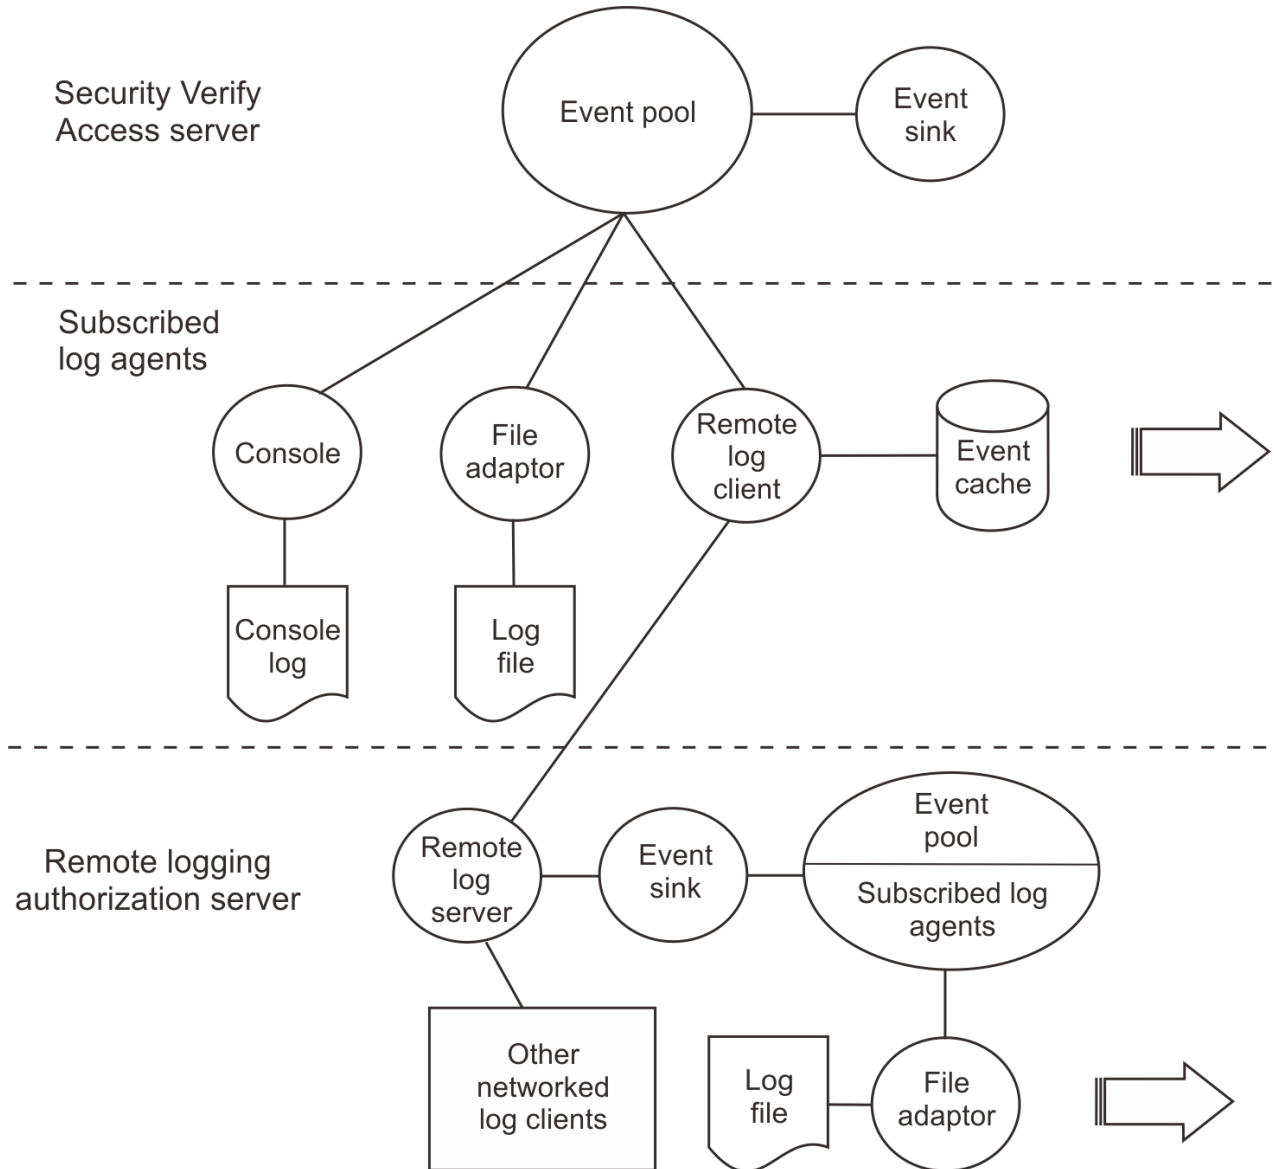 Security Verify
Access server
Event pool
Event
sink
Subscribed
log agents
Console
File
adaptor
Remote
log
client
Event
cache
Console
log
Log
file
Remote logging
authorization server
Remote
log
server
Event
sink
Event
pool
Subscribed log
agents
Other
networked
log clients
Log
file
File
adaptor